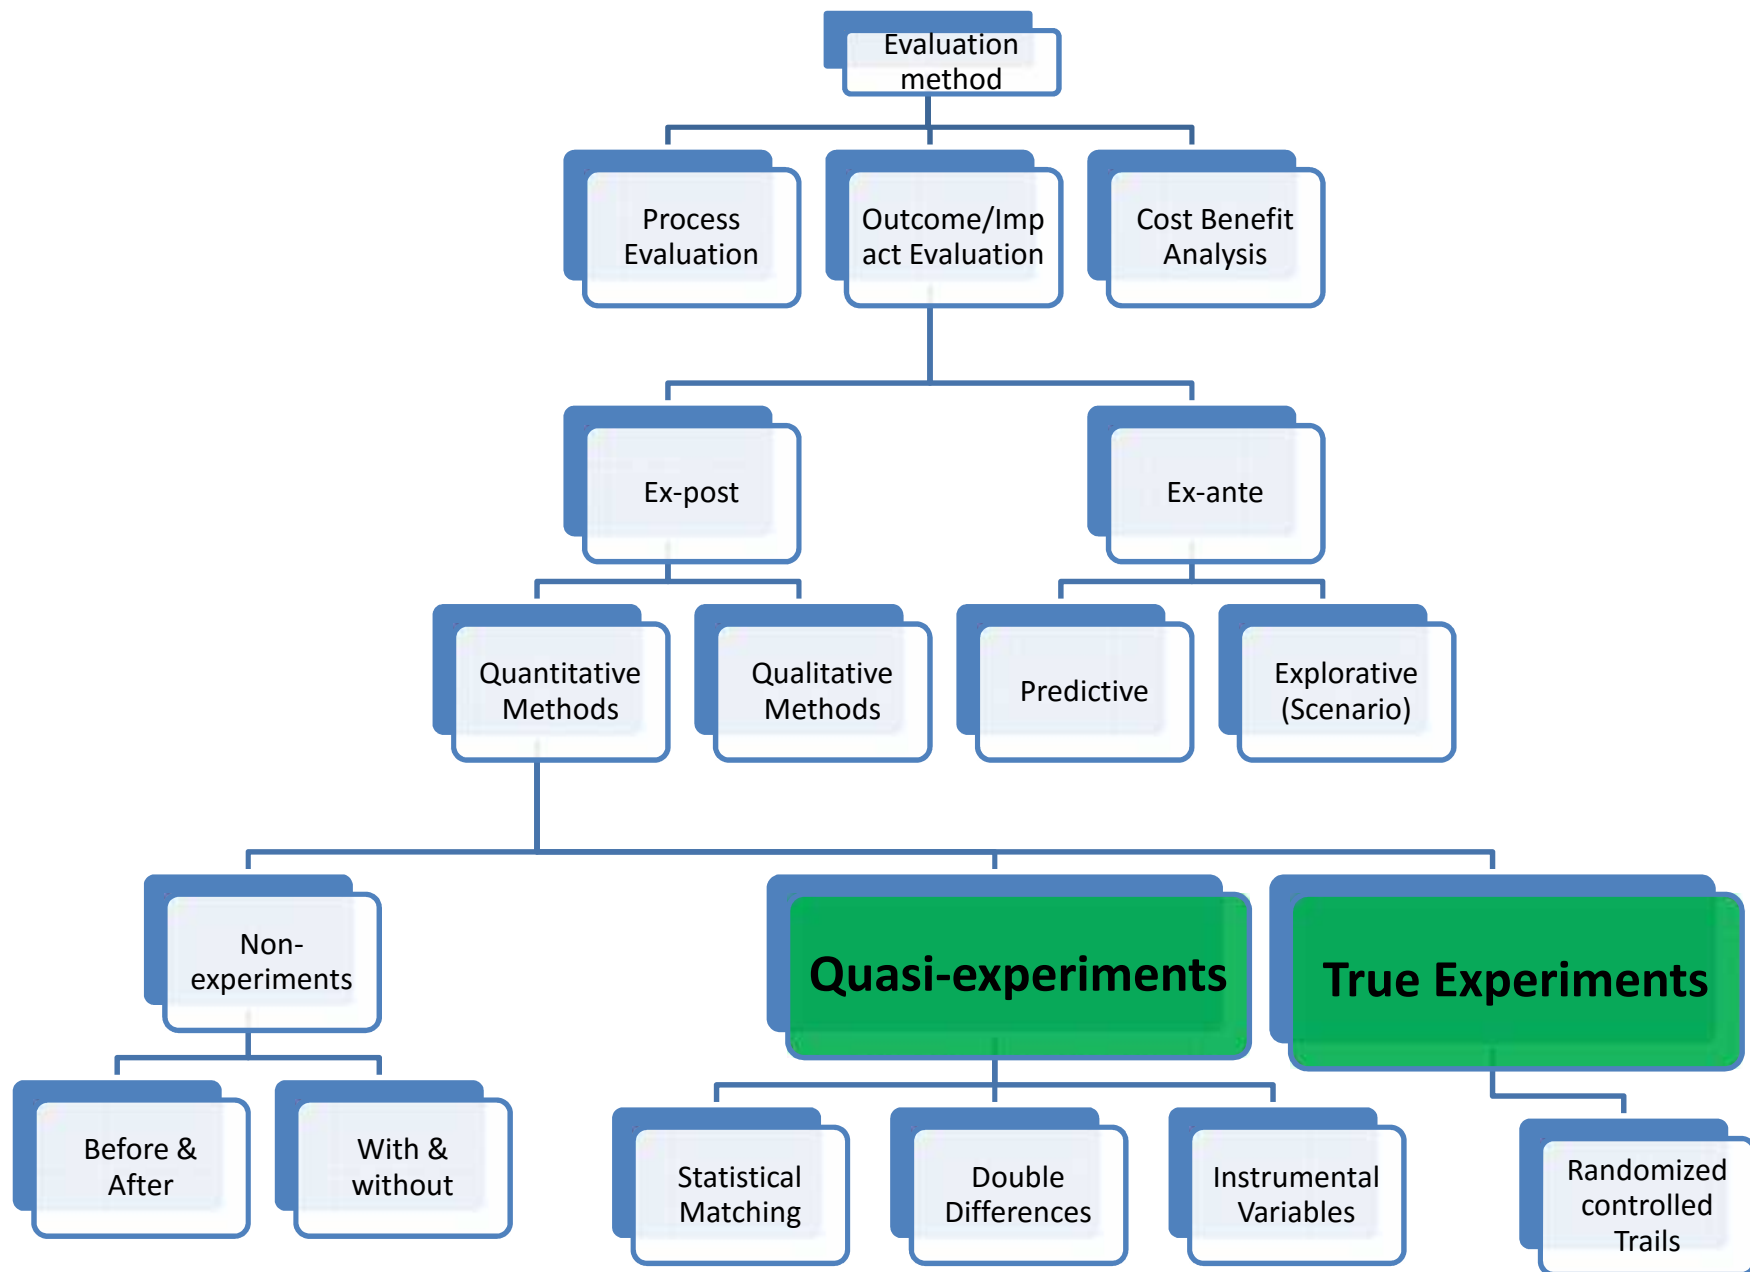 Evaluation
method
Process
Evaluation
Outcome/Imp
act Evaluation
Cost Benefit
Analysis
Ex-post
Ex-ante
Quantitative
Methods
Qualitative
Methods
Predictive
Explorative
(Scenario)
Non-
experiments
Quasi-experiments
True Experiments
Before &
After
With &
without
Statistical
Matching
Double
Differences
Instrumental
Variables
Randomized
controlled
Trails